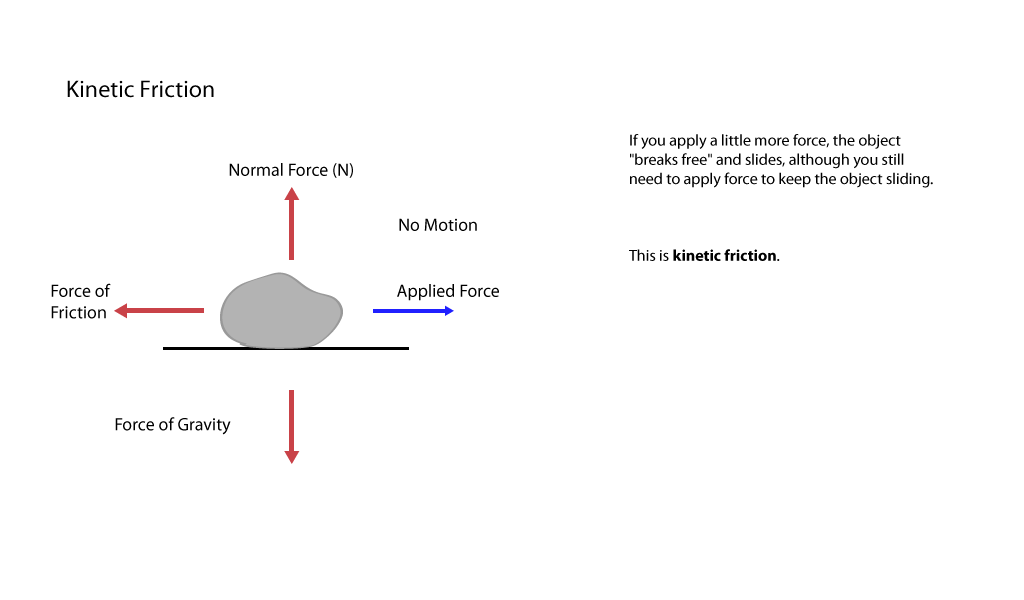 Kinetic Friction
If you apply a little more force, the object
"breaks free" and slides, although you still
need to apply force to keep the object sliding.
This is kinetic friction.
Normal Force (N)
No Motion
Force of
Friction
Applied Force
Force of Gravity